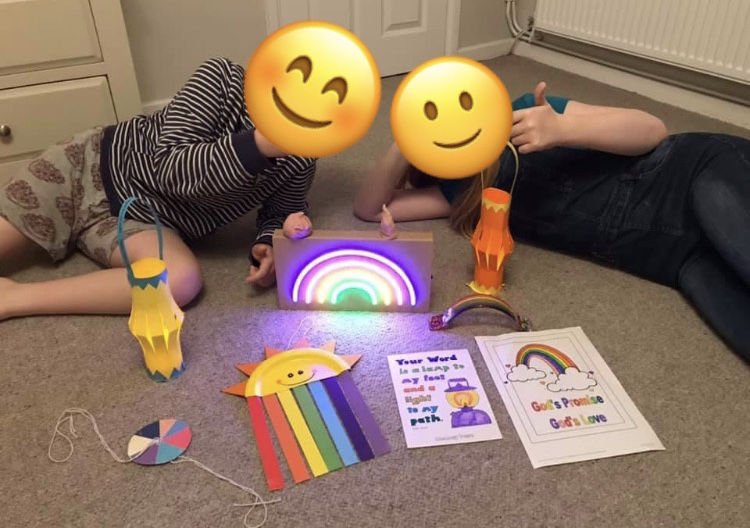 Your Word
is a lamp to
my feet
and a
light
to my
path.
God's Promise
God's Love